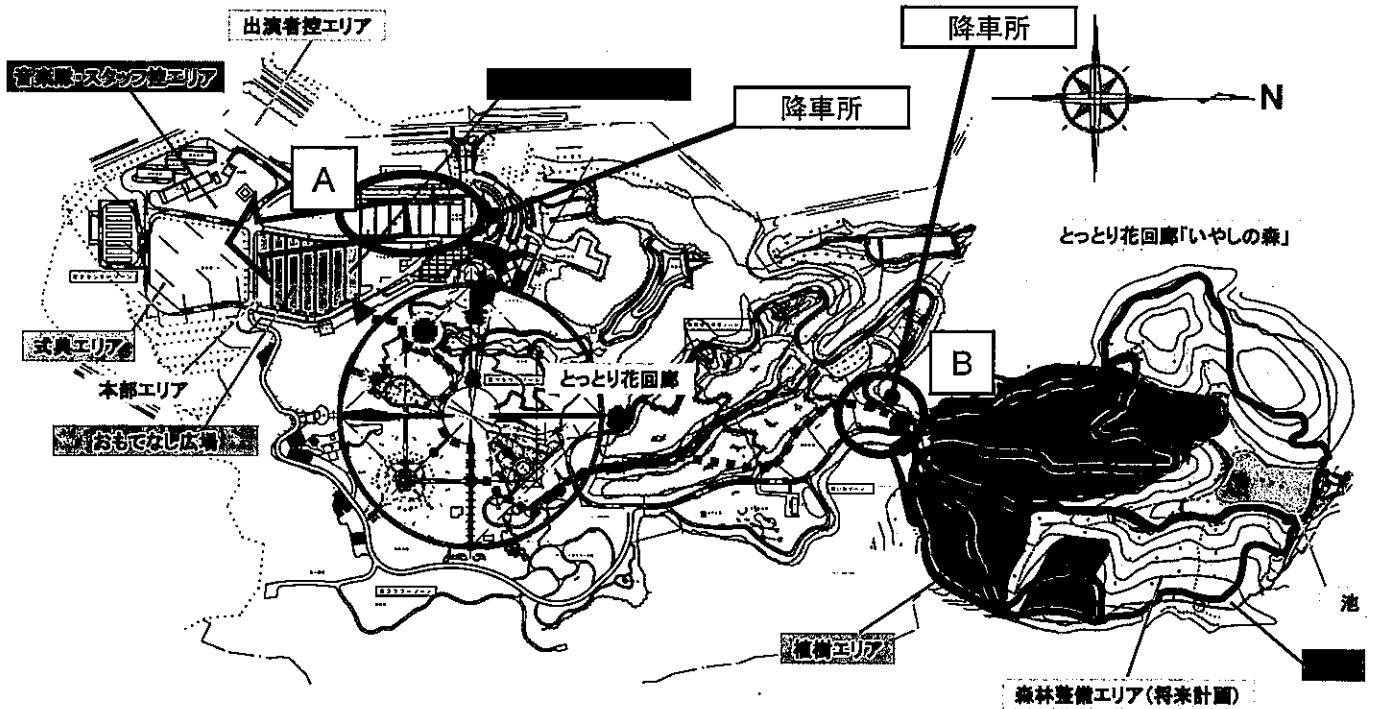 出演者控エリア
降車所
音楽隊・スタッフ控エリア
降車所
N
A
とっとり花回廊「いやしの森」
式典エリア
B
とっとり花回廊
本部エリア
おもてなし広場
池
植樹エリア
森林整備エリア(将来計画)